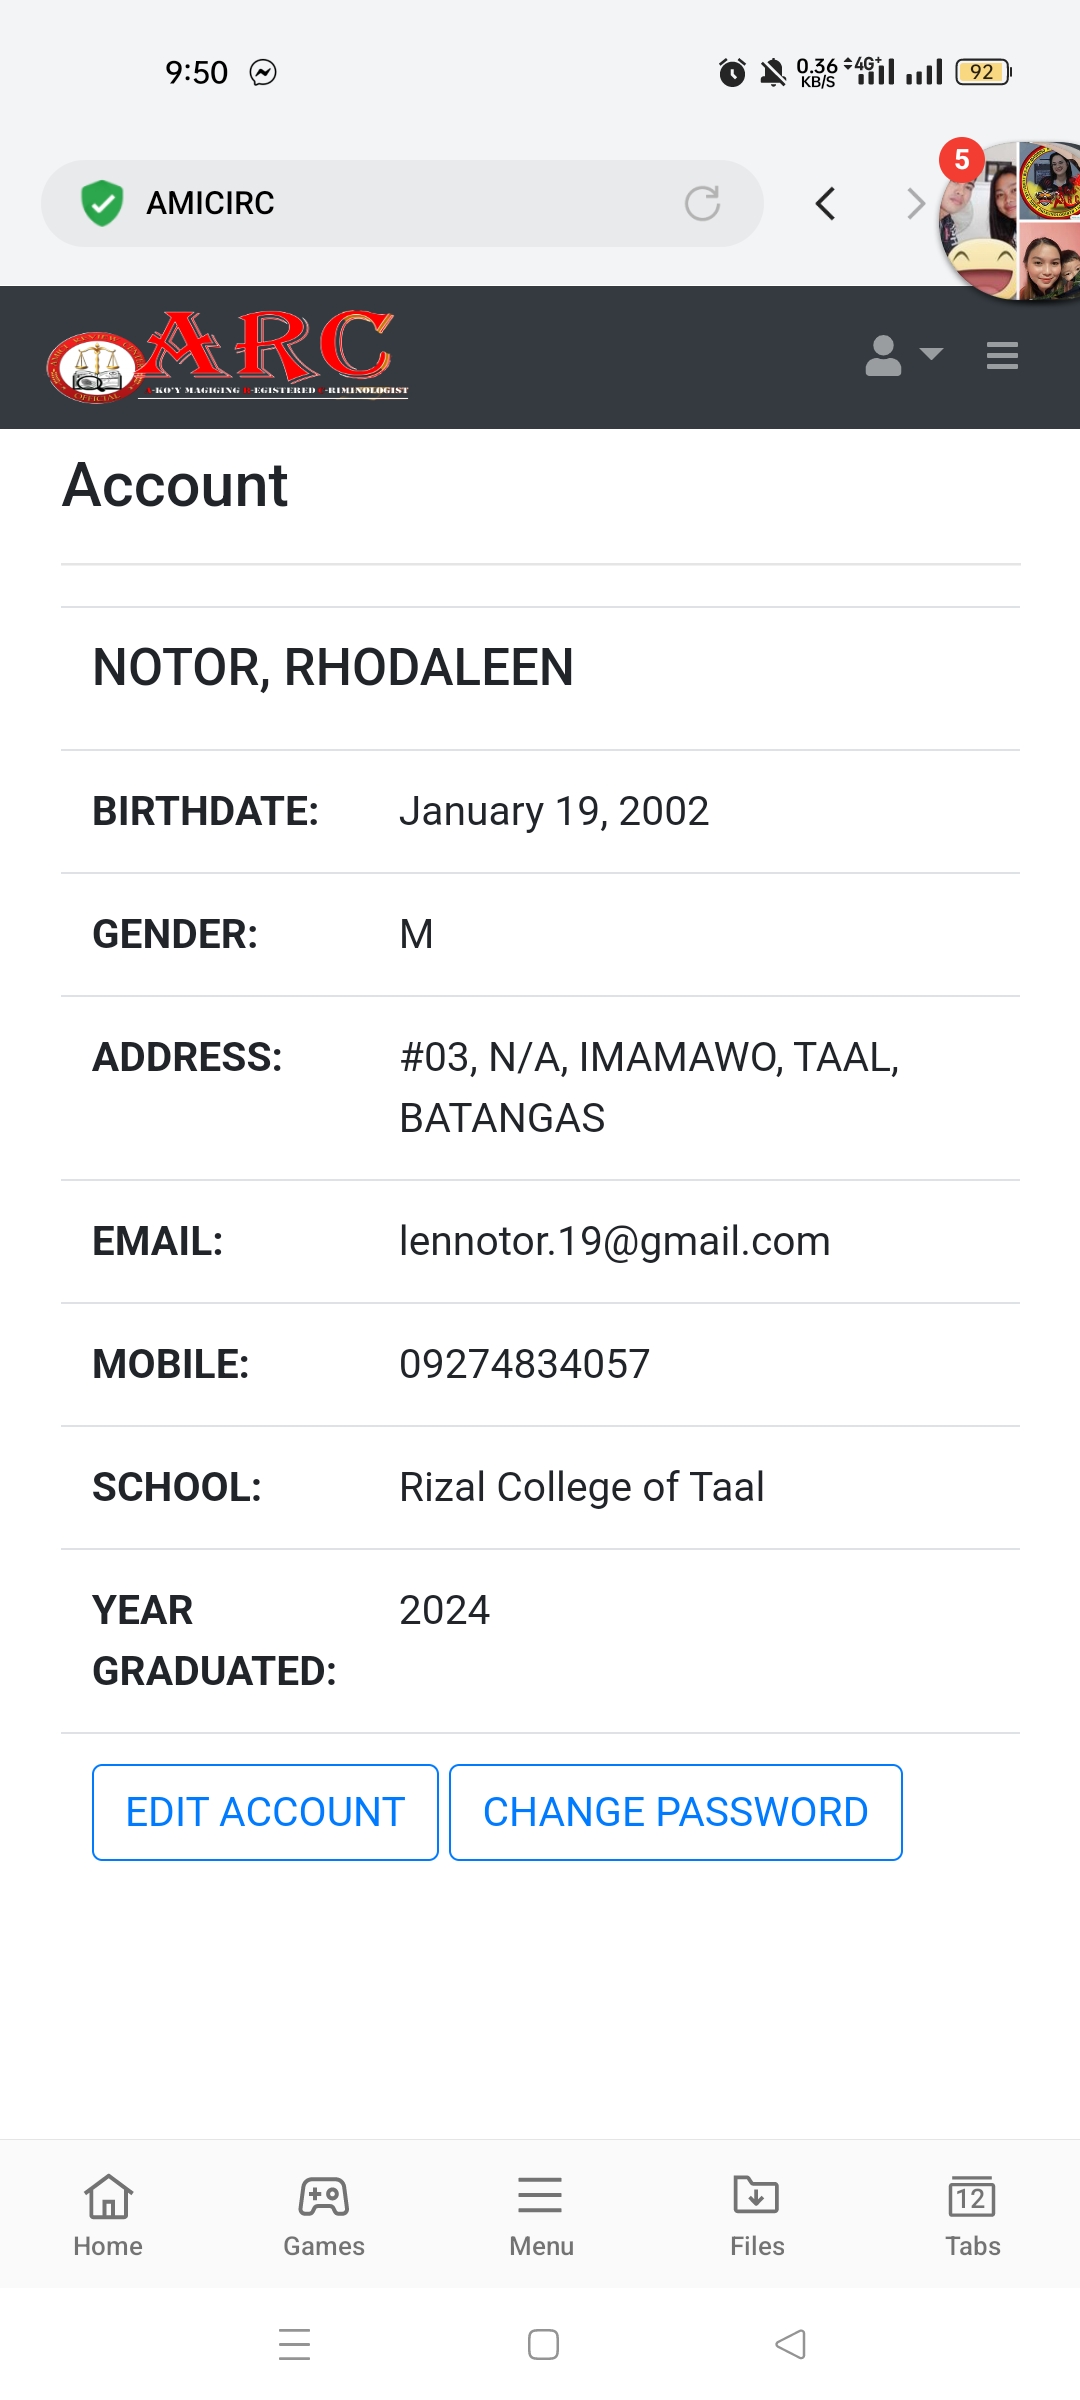 9:50
0.36
KB/S
4G+
92
AMICIRC
5
ARC
-KO'Y MAGIGING R-EGISTERED C-RIMINOLOGIST
OFFICIAL
Account
NOTOR, RHODALEEN
BIRTHDATE: January 19, 2002
GENDER: M
ADDRESS: #03, N/A, IMAMAWO, TAAL,
BATANGAS
EMAIL: lennotor.19@gmail.com
MOBILE: 09274834057
SCHOOL: Rizal College of Taal
YEAR 2024
GRADUATED:
EDIT ACCOUNT CHANGE PASSWORD
12
Home Games Menu Files Tabs